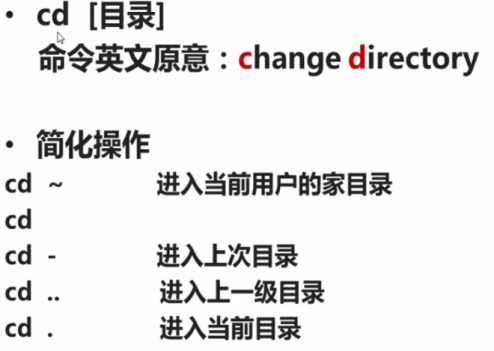 • cd [目录]
命令英文原意：change directory
• 简化操作
cd ~ 进入当前用户的家目录
cd
cd - 进入上次目录
cd .. 进入上一级目录
cd . 进入当前目录